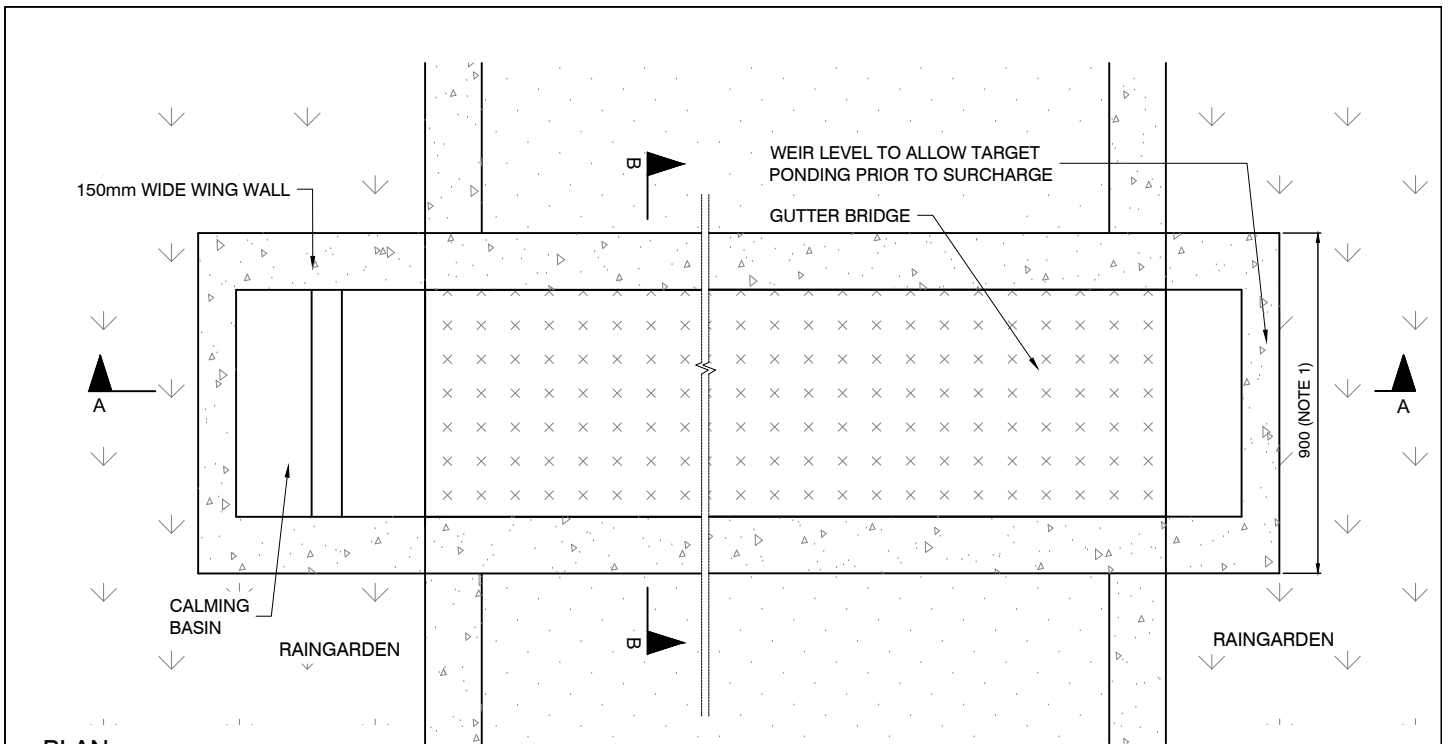 WEIR LEVEL TO ALLOW TARGET
PONDING PRIOR TO SURCHARGE
B
150mm WIDE WING WALL
GUTTER BRIDGE
A
A
900 (NOTE 1)
CALMING
BASIN
RAINGARDEN
B
RAINGARDEN
PLAN